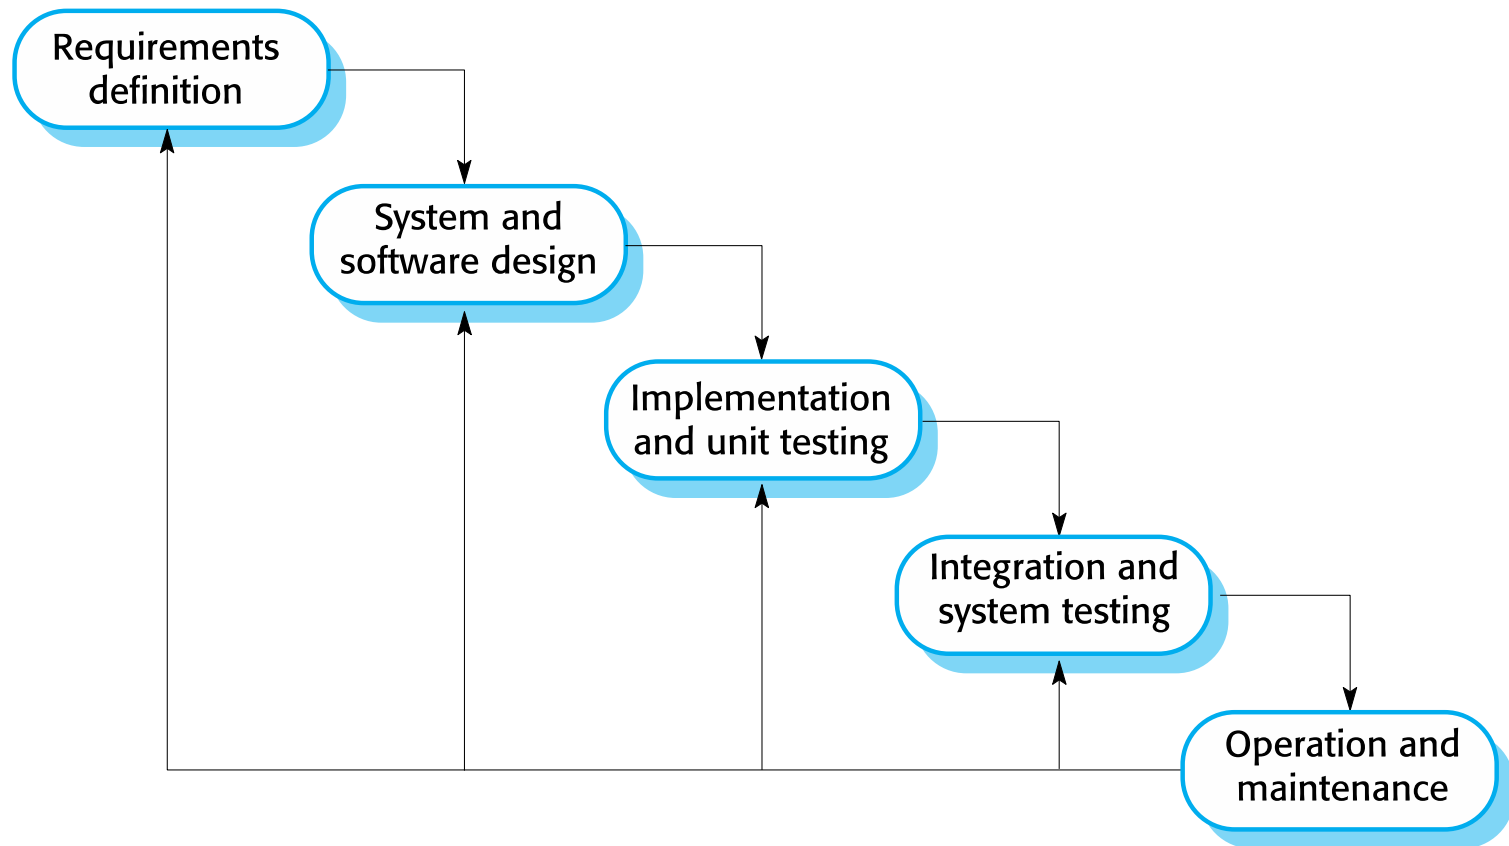 Requirements
definition
System and
software design
Implementation
and unit testing
Integration and
system testing
Operation and
maintenance